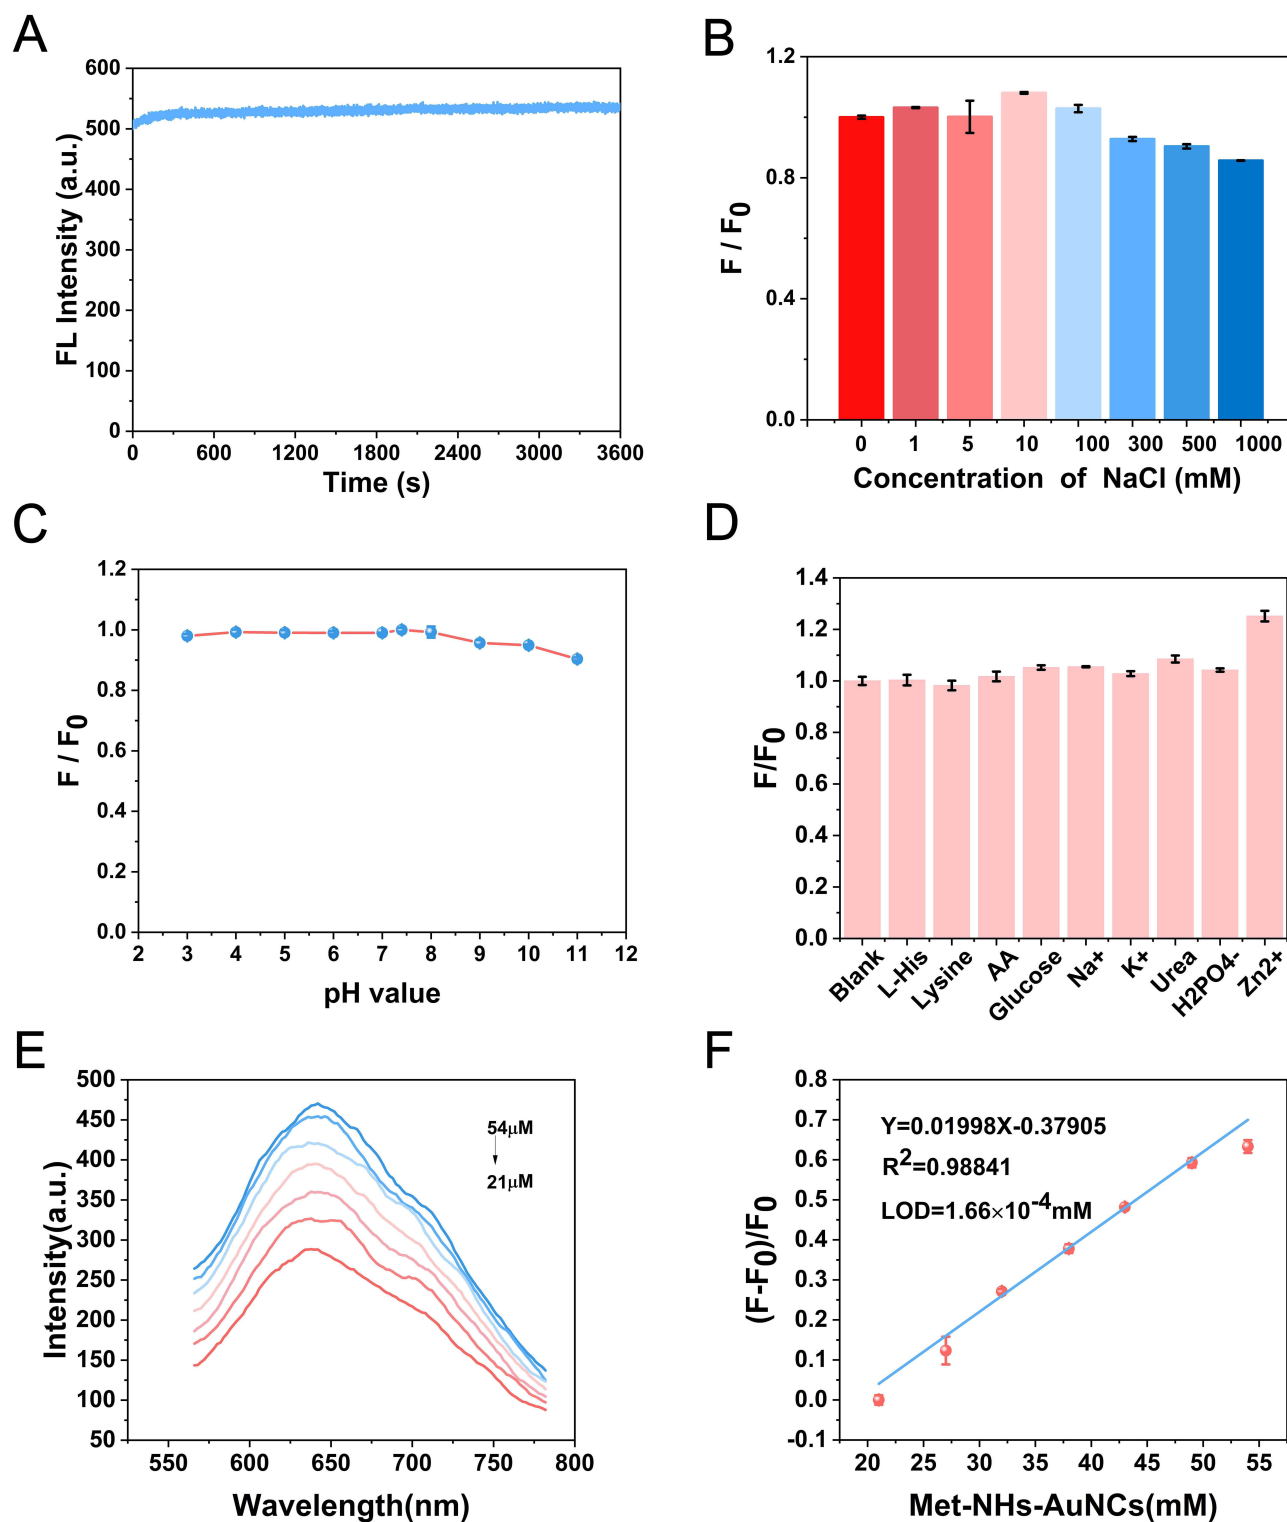 A
600
500
400
300
200
100
0
FL Intensity (a.u.)
0 600 1200 1800 2400 3000 3600
Time (s)
B
1.2
0.8
0.4
0.0
F / F0
0 1 5 10 100 300 500 1000
Concentration of NaCl (mM)
C
1.2
1.0
0.8
0.6
0.4
0.2
0.0
F / F0
2 3 4 5 6 7 8 9 10 11 12
pH value
D
1.4
1.2
1.0
0.8
0.6
0.4
0.2
0.0
F/F0
Blank L-His Lysine AA Glucose Na+ K+ Urea H2PO4- Zn2+
E
500
450
400
350
300
250
200
150
100
50
Intensity(a.u.)
54μM
21μM
550 600 650 700 750 800
Wavelength(nm)
F
0.8
0.7
0.6
0.5
0.4
0.3
0.2
0.1
0.0
-0.1
(F-F0)/F0
Y=0.01998X-0.37905
R2=0.98841
LOD=1.66×10-4mM
20 25 30 35 40 45 50 55
Met-NHs-AuNCs(mM)